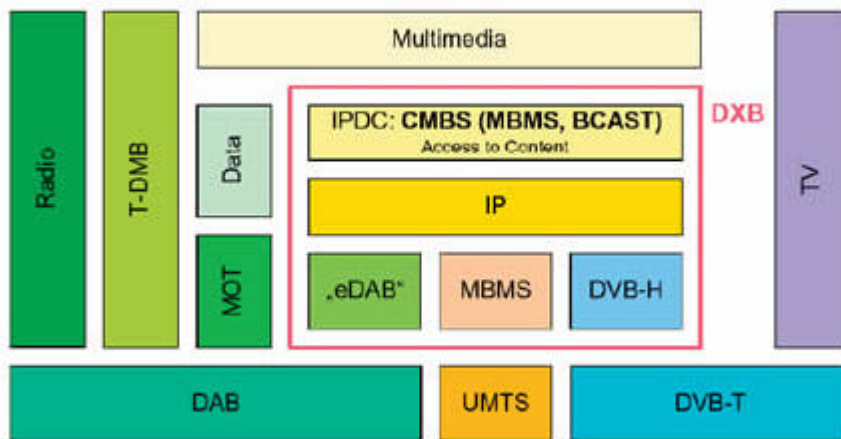 Radio
T-DMB
Multimedia
Data
MOT
IPDC: CMBS (MBMS, BCAST)
Access to Content
IP
„eDAB“
MBMS
DVB-H
DXB
TV
DAB
UMTS
DVB-T